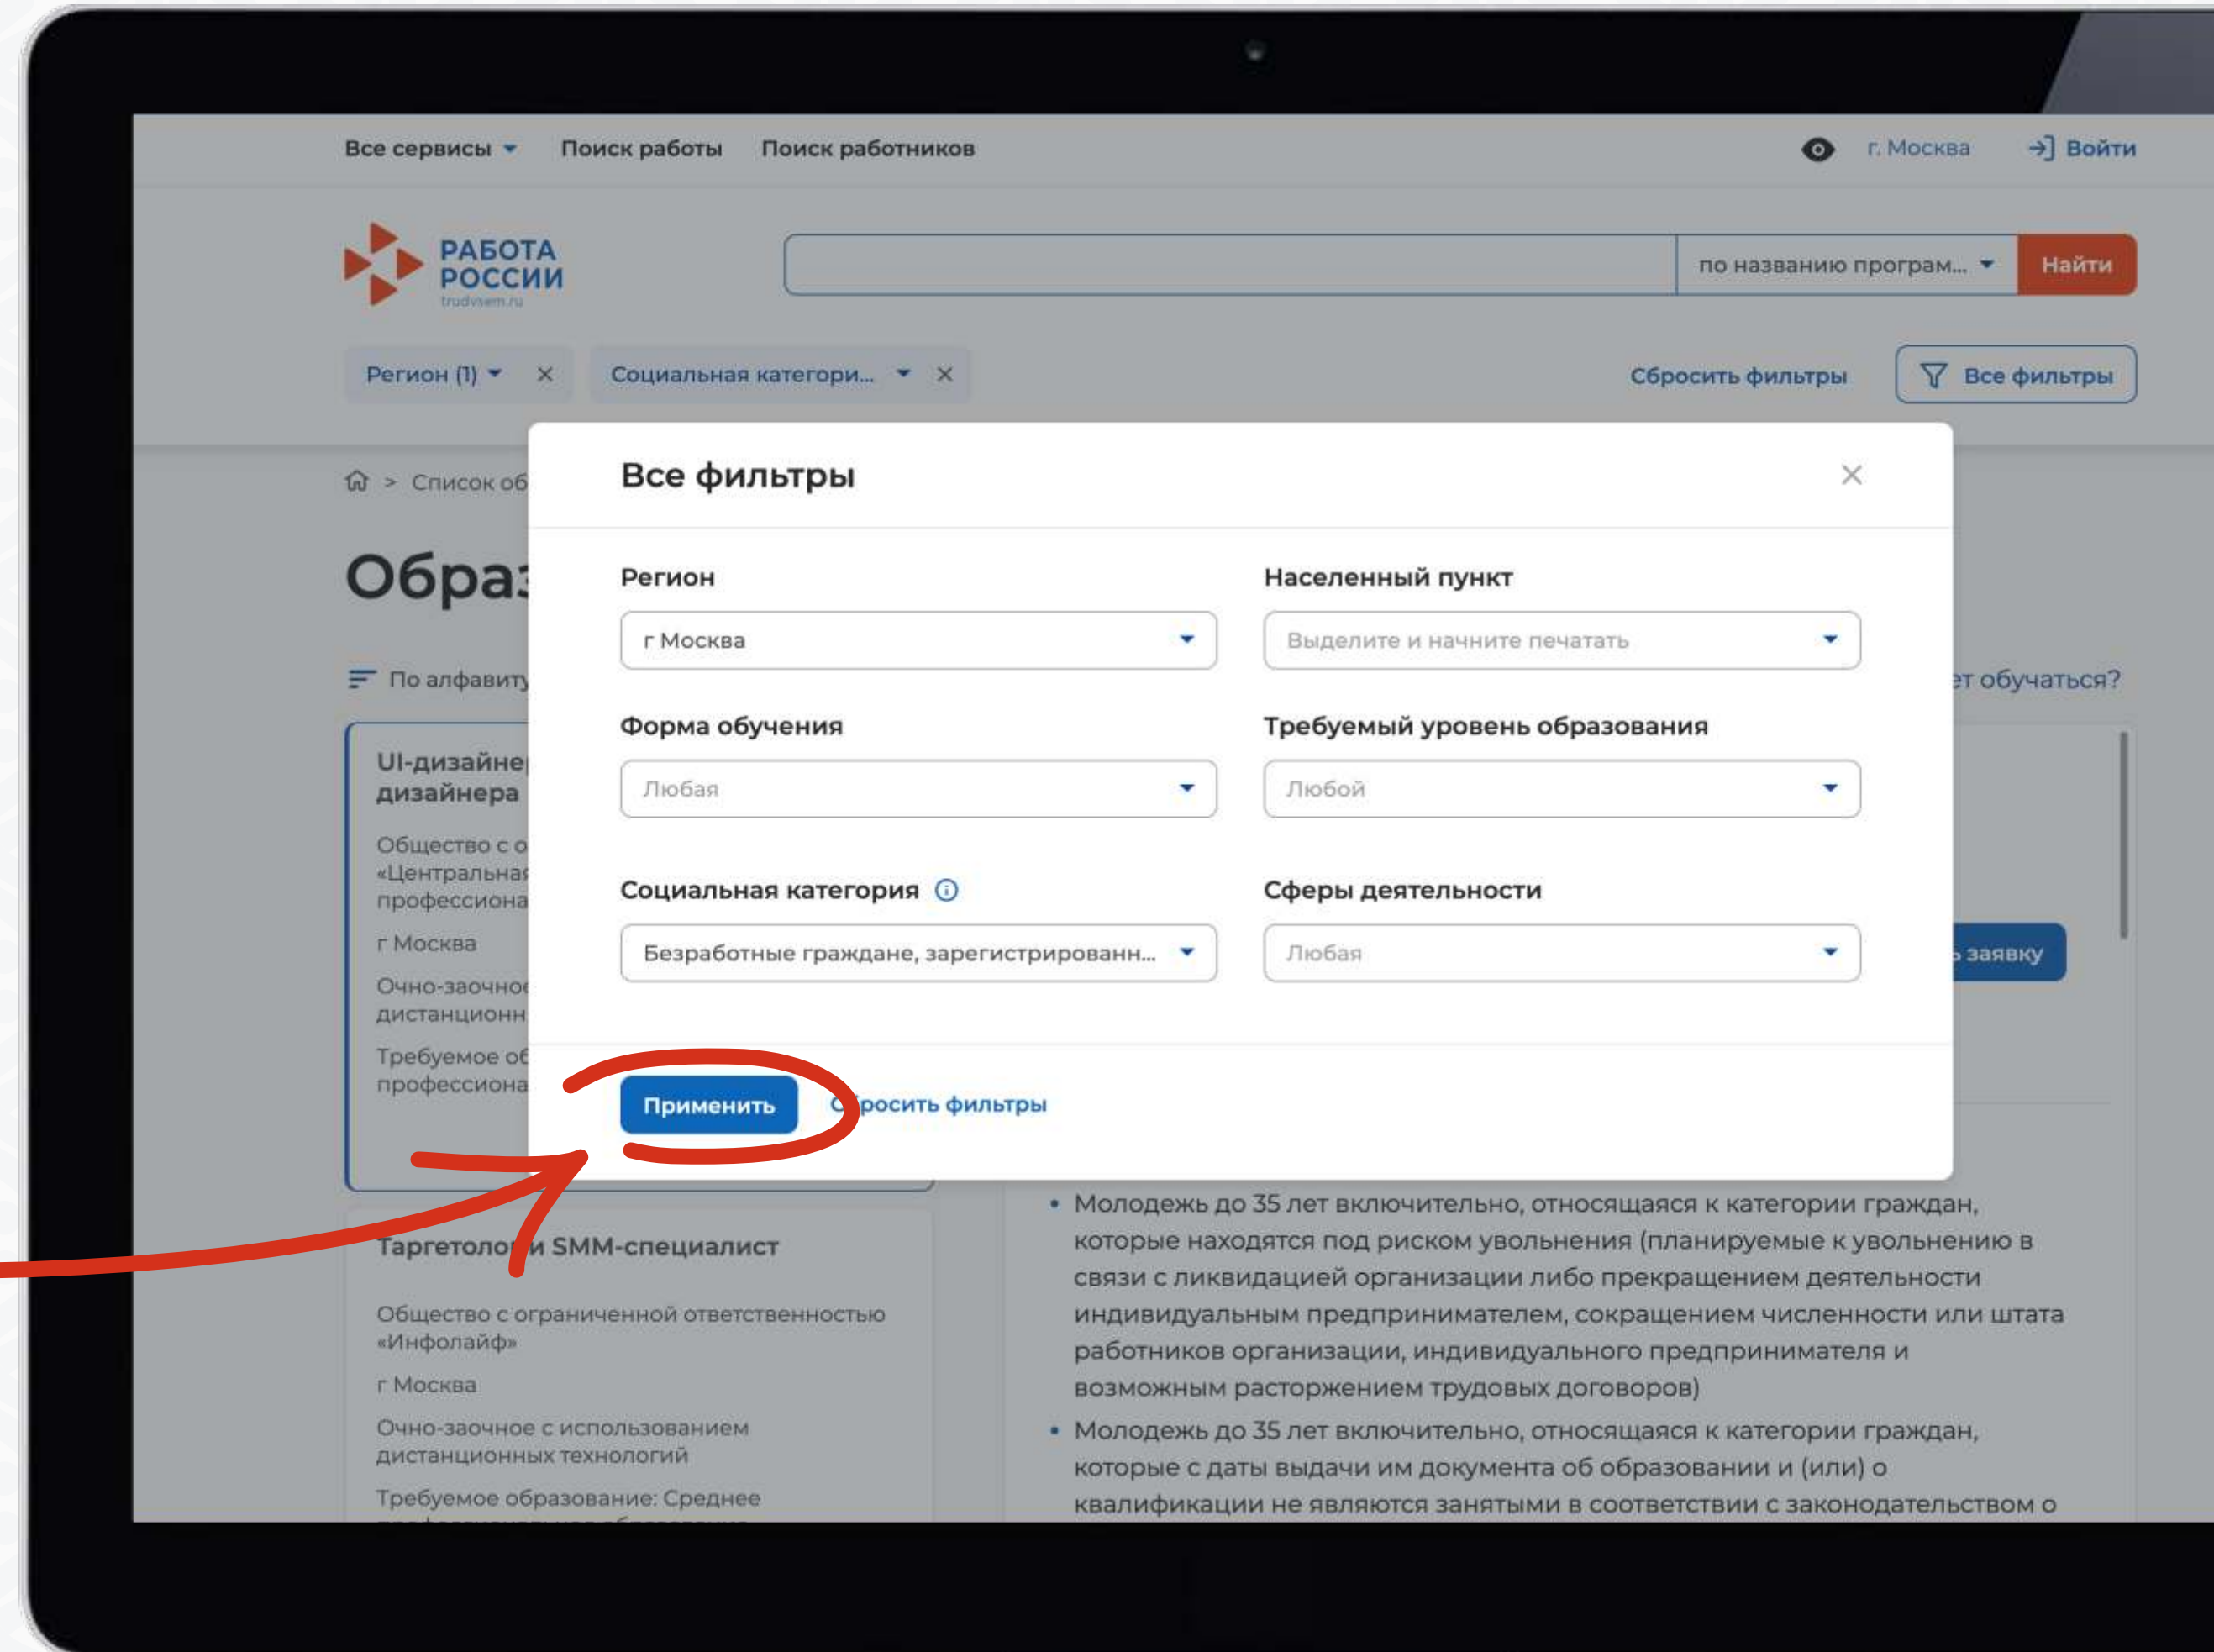 Все сервисы Поиск работы Поиск работников г. Москва Войти
РАБОТА
РОССИИ
trudvsem.ru
по названию програм... Найти
Регион (1) Социальная категори... Сбросить фильтры Все фильтры
> Список об
Все фильтры
Образ
Регион Населенный пункт
г Москва Выделите и начните печатать
По алфавиту
ет обучаться?
Форма обучения Требуемый уровень образования
Любая Любой
Социальная категория Сферы деятельности
Безработные граждане, зарегистрированн... Любая
Применить росить фильтры
UI-дизайнер
дизайнера
Общество с о
«Центральная
профессиона
г Москва
Очно-заочное
дистанционн
Требуемое об
профессиона
ь заявку
Таргетолог и SMM-специалист
Общество с ограниченной ответственностью
«Инфолайф»
г Москва
Очно-заочное с использованием
дистанционных технологий
Требуемое образование: Среднее
• Молодежь до 35 лет включительно, относящаяся к категории граждан,
которые находятся под риском увольнения (планируемые к увольнению в
связи с ликвидацией организации либо прекращением деятельности
индивидуальным предпринимателем, сокращением численности или штата
работников организации, индивидуального предпринимателя и
возможным расторжением трудовых договоров)
• Молодежь до 35 лет включительно, относящаяся к категории граждан,
которые с даты выдачи им документа об образовании и (или) о
квалификации не являются занятыми в соответствии с законодательством о